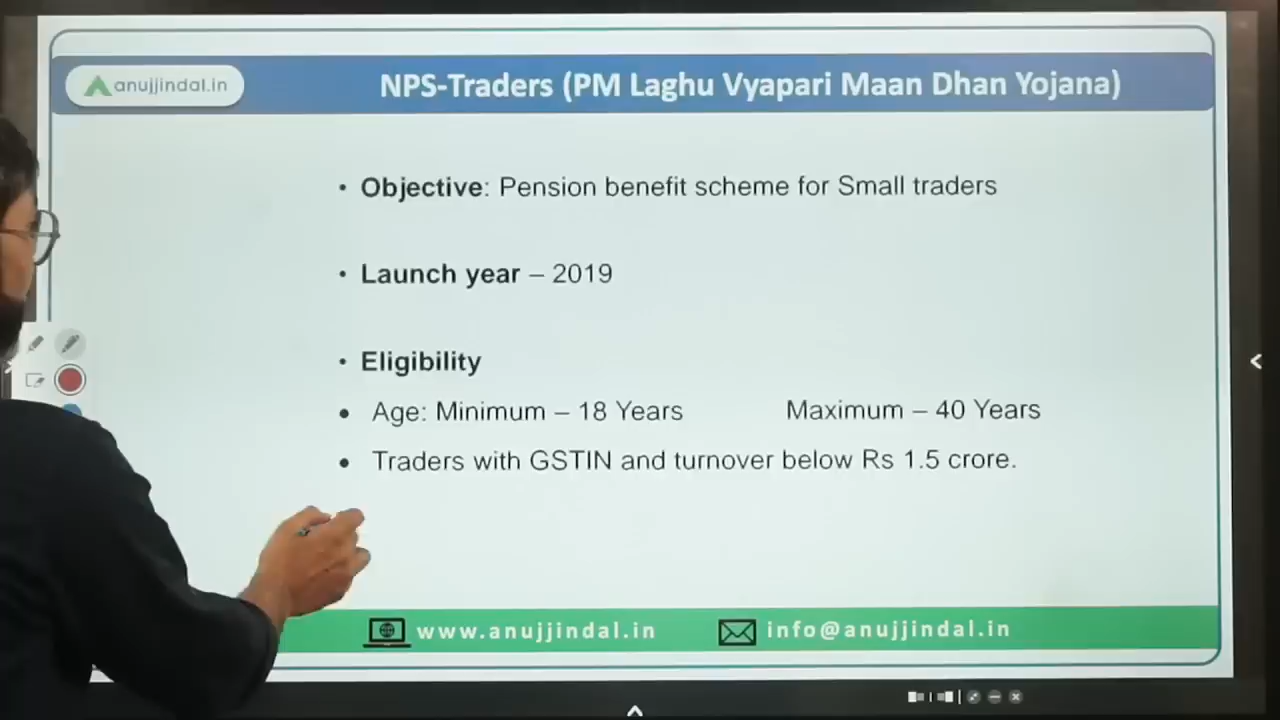 anujjindal.in
NPS-Traders (PM Laghu Vyapari Maan Dhan Yojana)
• Objective: Pension benefit scheme for Small traders
• Launch year – 2019
• Eligibility
• Age: Minimum – 18 Years Maximum – 40 Years
• Traders with GSTIN and turnover below Rs 1.5 crore.
www.anujjindal.in info@anujjindal.in